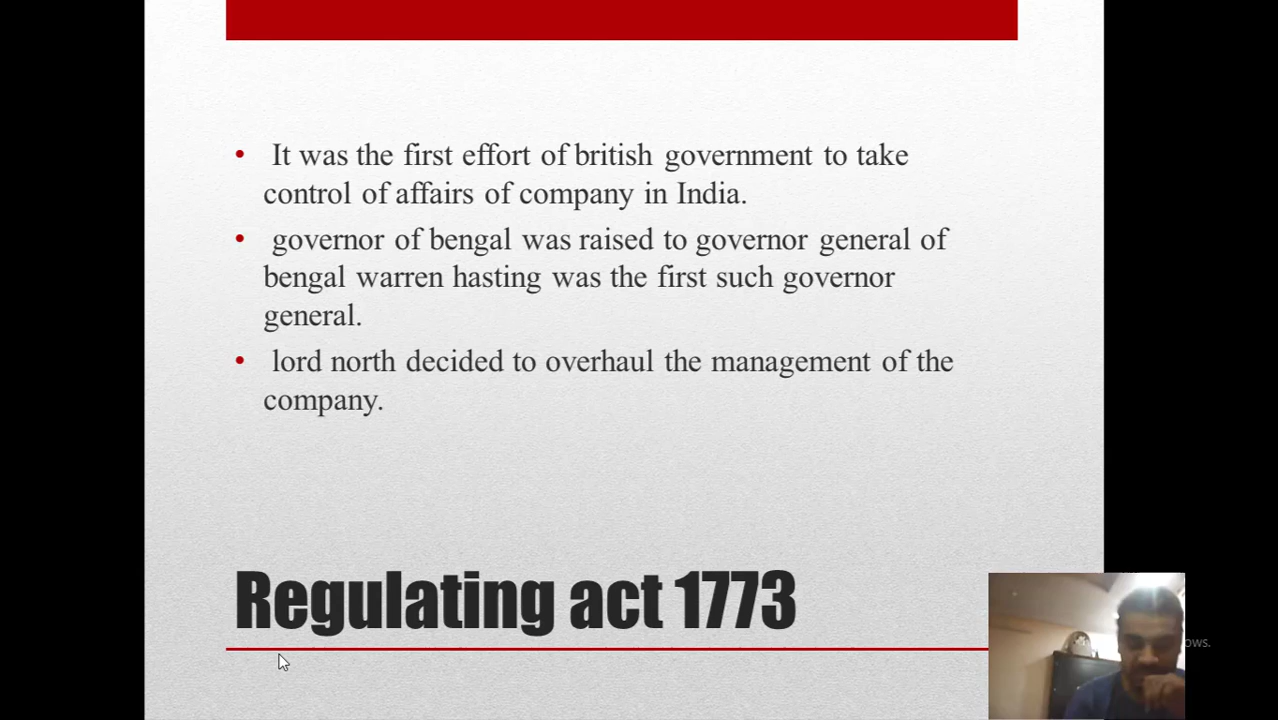 It was the first effort of british government to take
control of affairs of company in India.
governor of bengal was raised to governor general of
bengal warren hasting was the first such governor
general.
lord north decided to overhaul the management of the
company.
Regulating act 1773
ows.